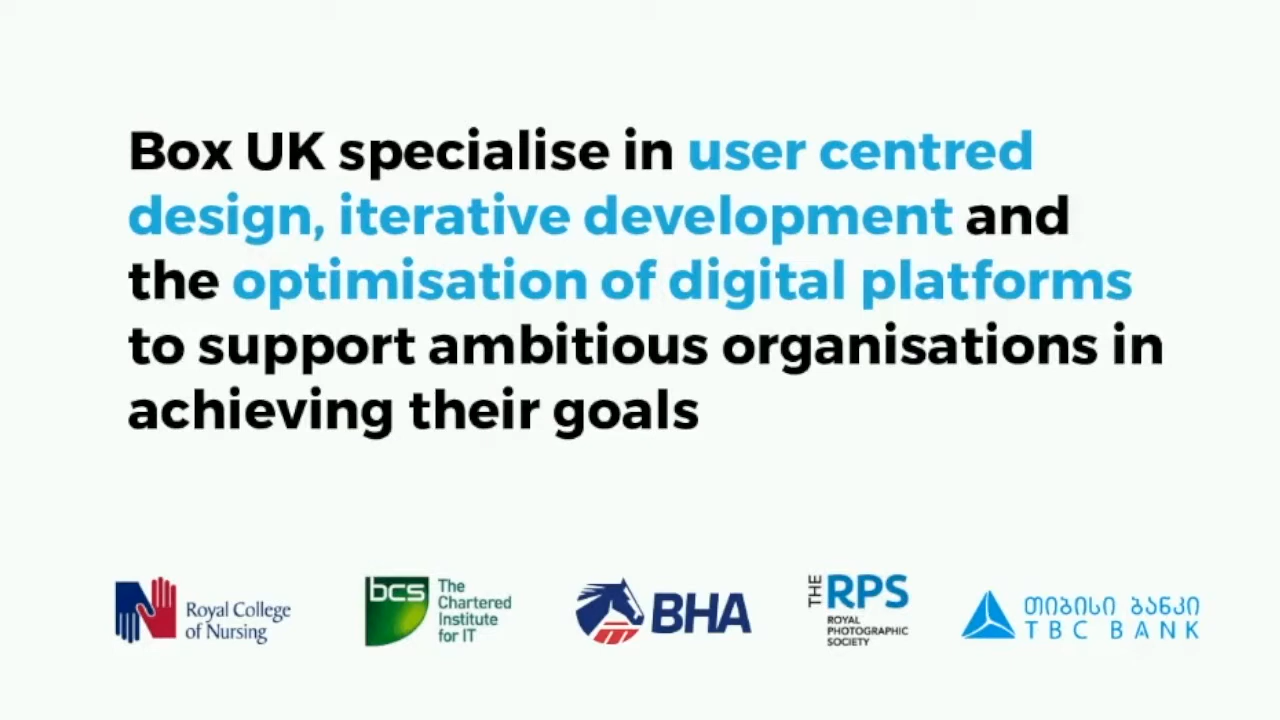 Box UK specialise in user centred
design, iterative development and
the optimisation of digital platforms
to support ambitious organisations in
achieving their goals
Royal College
of Nursing
bcs
The
Chartered
Institute
for IT
BHA
THE
RPS
ROYAL
PHOTOGRAPHIC
SOCIETY
თიბისი ბანკი
TBC BANK